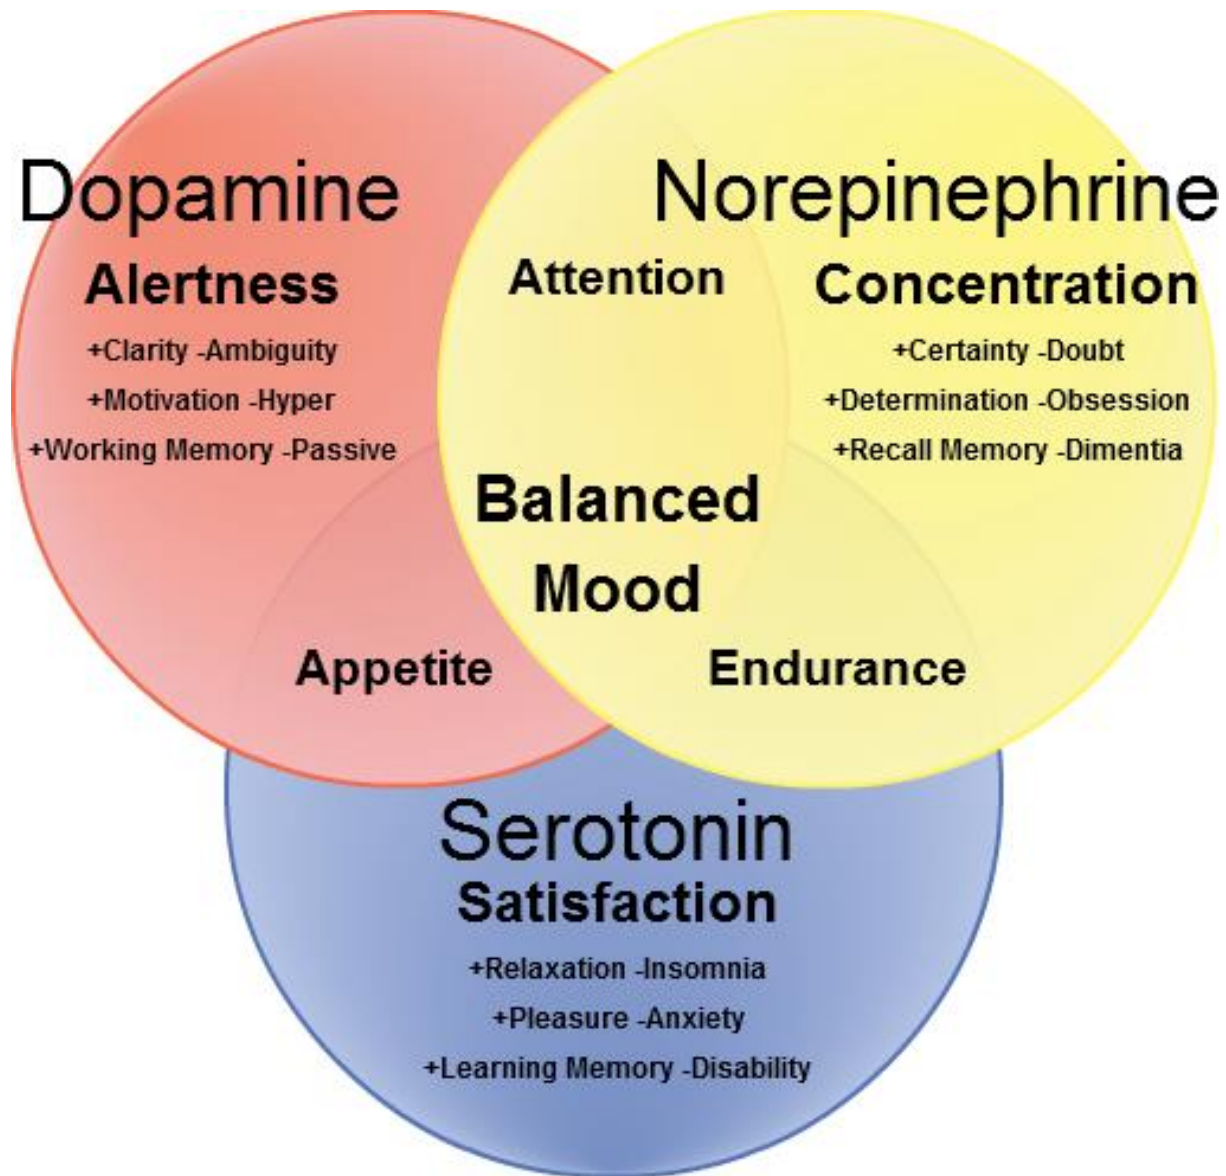 Dopamine
Alertness
+Clarity -Ambiguity
+Motivation -Hyper
+Working Memory -Passive
Norepinephrine
Concentration
+Certainty -Doubt
+Determination -Obsession
+Recall Memory -Dimentia
Attention
Balanced
Mood
Appetite
Endurance
Serotonin
Satisfaction
+Relaxation -Insomnia
+Pleasure -Anxiety
+Learning Memory -Disability